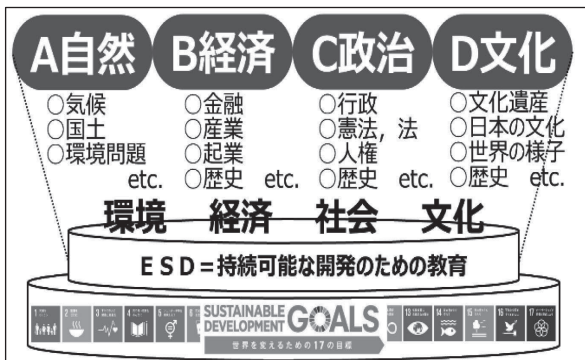 A自然 B経済 C政治 D文化
○気候 ○金融 ○行政 ○文化遺産
○国土 ○産業 ○憲法，法 ○日本の文化
○環境問題 ○起業 ○人権 ○世界の様子
etc. ○歴史 etc. ○歴史 etc. ○歴史 etc.
環境 経済 社会 文化
ＥＳＤ＝持続可能な開発のための教育
SUSTAINABLE
DEVELOPMENT GOALS
世界を変えるための17の目標